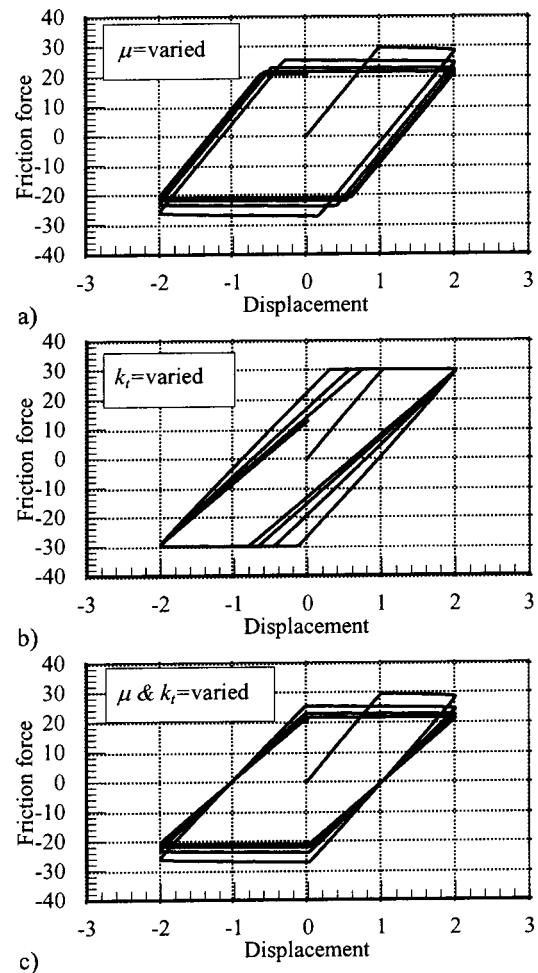 40
30
μ=varied
20
10
0
-10
-20
-30
-40
Friction force
-3 -2 -1 0 1 2 3
Displacement
a)
40
30
kt=varied
20
10
0
-10
-20
-30
-40
Friction force
-3 -2 -1 0 1 2 3
Displacement
b)
40
30
μ & kt=varied
20
10
0
-10
-20
-30
-40
Friction force
-3 -2 -1 0 1 2 3
Displacement
c)